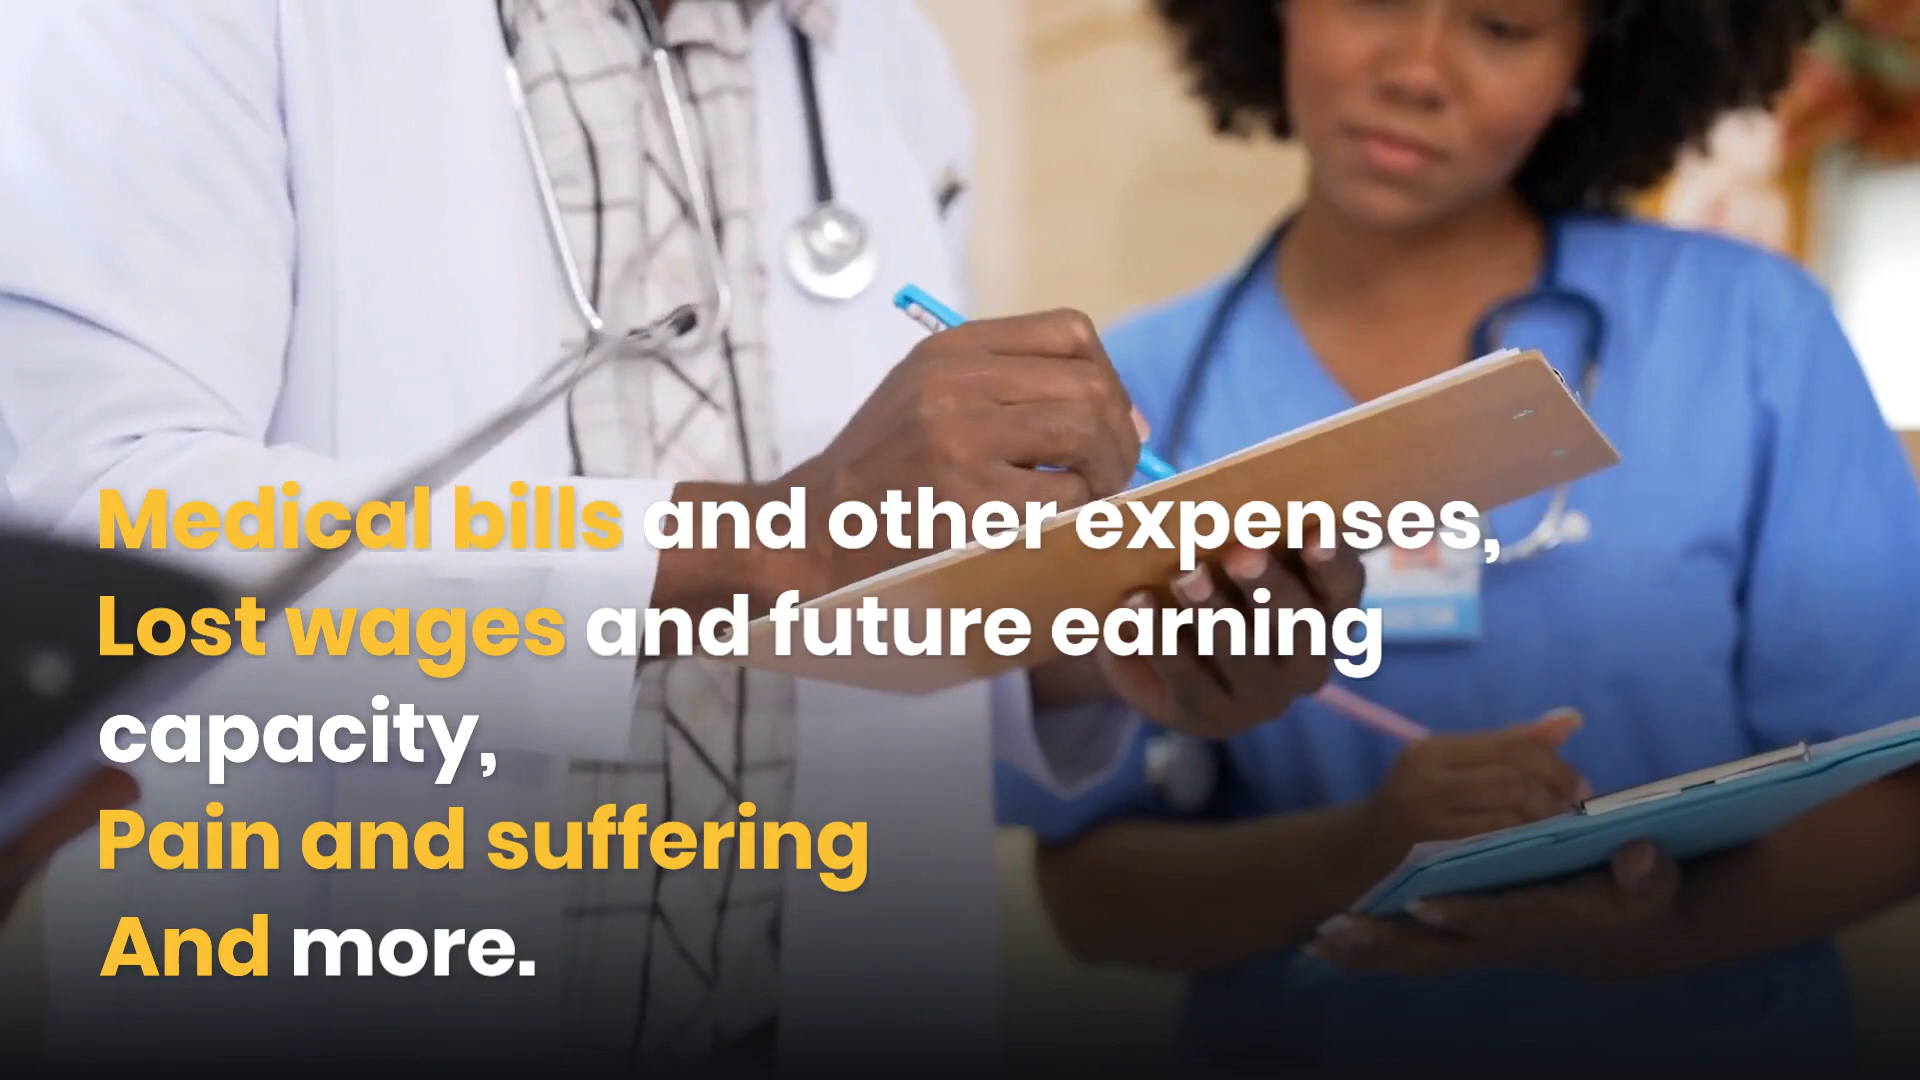 Medical bills and other expenses,
Lost wages and future earning
capacity,
Pain and suffering
And more.